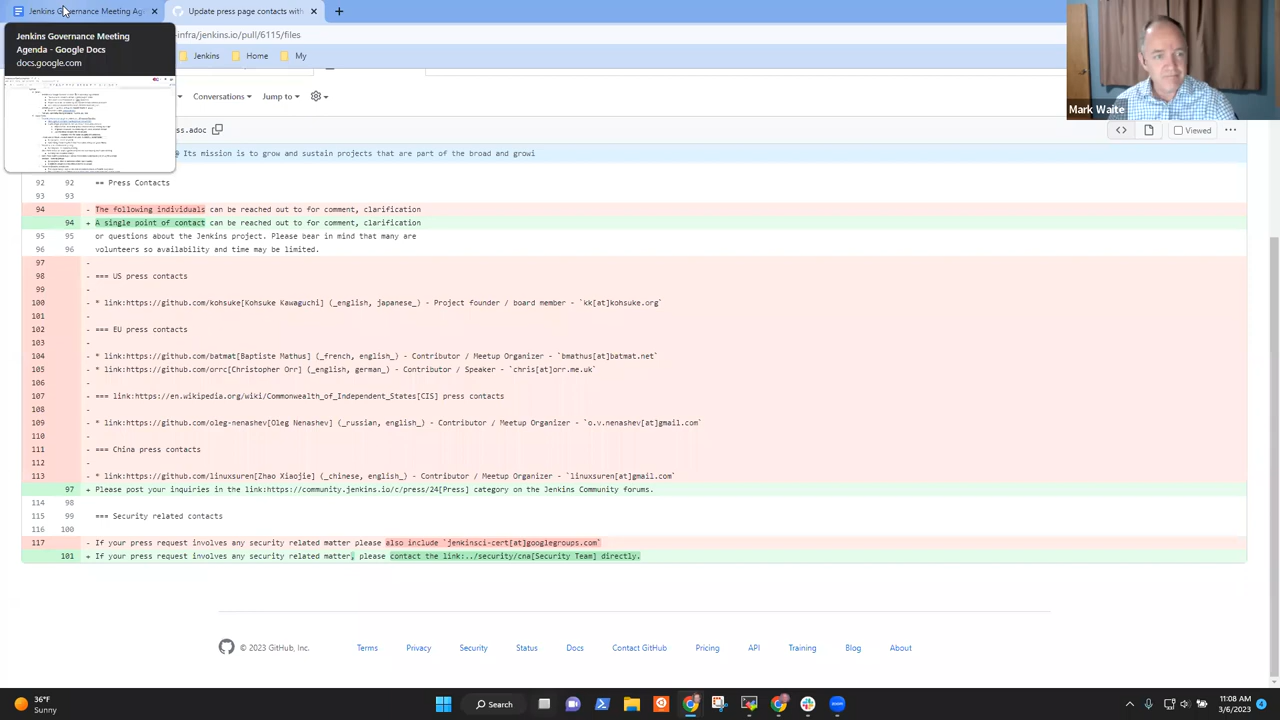 Jenkins Governance Meeting Ag
Update press page contacts with
Jenkins Governance Meeting
Agenda - Google Docs
docs.google.com
-infra/jenkins.io/pull/6115/files
Jenkins
Home
My
Mark Waite
Conversations
Jump to
ss.adoc
Viewed
@ Its
92 92 == Press Contacts
93 93
94 - The following individuals can be reached out to for comment, clarification
94 + A single point of contact can be reached out to for comment, clarification
95 95 or questions about the Jenkins project. Please bear in mind that many are
96 96 volunteers so availability and time may be limited.
97 -
98 - === US press contacts
99 -
100 - * link:https://github.com/kohsuke[Kohsuke Kawaguchi] (_english, japanese_) - Project founder / board member - `kk[at]kohsuke.org`
101 -
102 - === EU press contacts
103 -
104 - * link:https://github.com/batmat[Baptiste Mathus] (_french, english_) - Contributor / Meetup Organizer - `bmathus[at]batmat.net`
105 - * link:https://github.com/orrc[Christopher Orr] (_english, german_) - Contributor / Speaker - `chris[at]orr.me.uk`
106 -
107 - === link:https://en.wikipedia.org/wiki/Commonwealth_of_Independent_States[CIS] press contacts
108 -
109 - * link:https://github.com/oleg-nenashev[Oleg Nenashev] (_russian, english_) - Contributor / Meetup Organizer - `o.v.nenashev[at]gmail.com`
110 -
111 - === China press contacts
112 -
113 - * link:https://github.com/linuxsuren[Zhao Xiaojie] (_chinese, english_) - Contributor / Meetup Organizer - `linuxsuren[at]gmail.com`
97 + Please post your inquiries in the link:https://community.jenkins.io/c/press/24[Press] category on the Jenkins Community forums.
114 98
115 99 === Security related contacts
116 100
117 - If your press request involves any security related matter please also include `jenkinsci-cert[at]googlegroups.com`
101 + If your press request involves any security related matter, please contact the link:../security/cna[Security Team] directly.
© 2023 GitHub, Inc.
Terms
Privacy
Security
Status
Docs
Contact GitHub
Pricing
API
Training
Blog
About
36°F
Sunny
Search
11:08 AM
3/6/2023
4